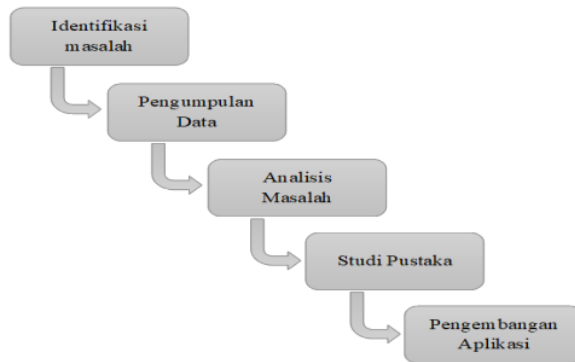 Identifikasi
masalah
Pengumpulan
Data
Analisis
Masalah
Studi Pustaka
Pengembangan
Aplikasi